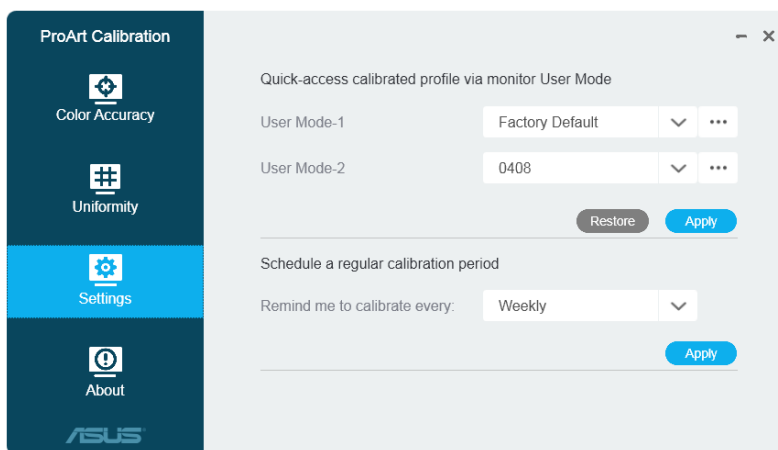 ProArt Calibration
Color Accuracy
Uniformity
Settings
About
ASUS
Quick-access calibrated profile via monitor User Mode
User Mode-1 Factory Default
User Mode-2 0408
Restore Apply
Schedule a regular calibration period
Remind me to calibrate every: Weekly
Apply